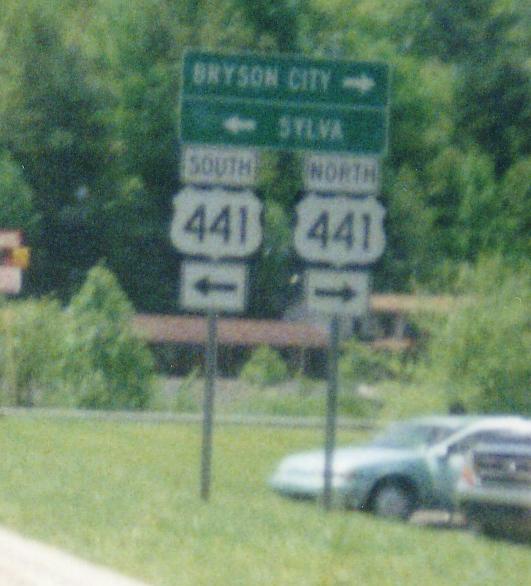 BRYSON CITY →
← SYLVA
SOUTH NORTH
441 441
← →